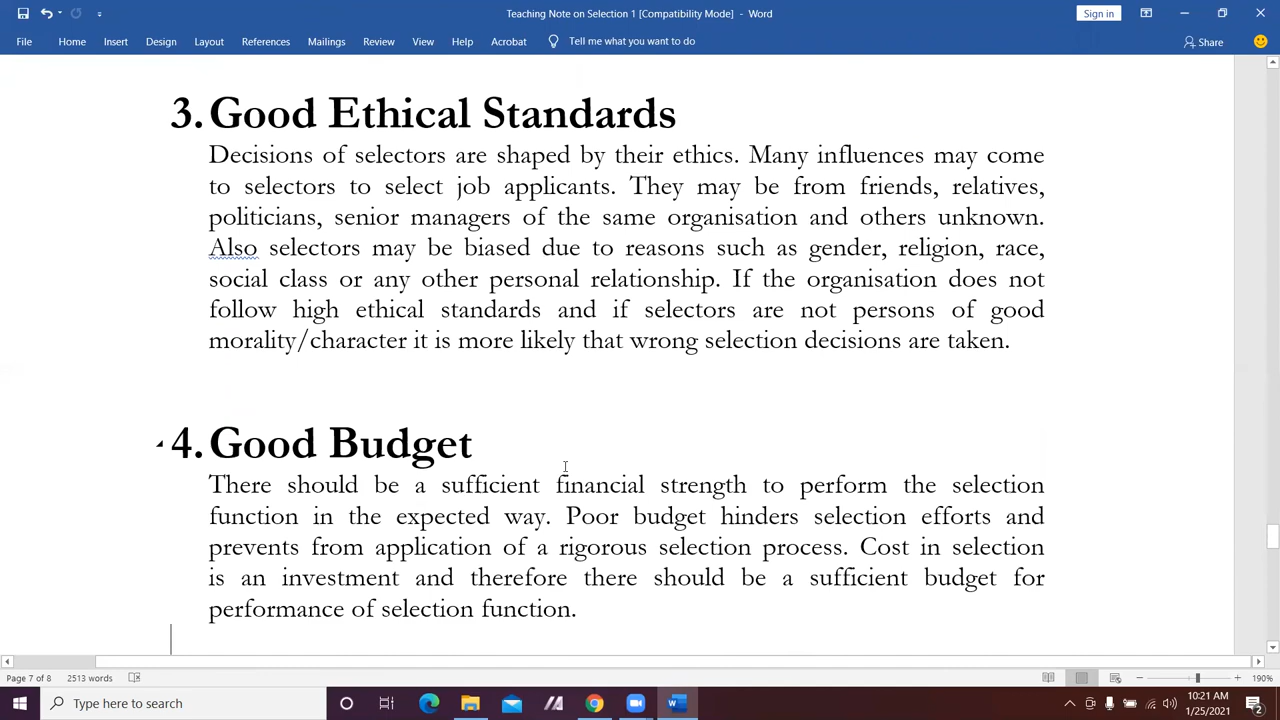 Teaching Note on Selection 1 [Compatibility Mode] - Word
Sign in
File Home Insert Design Layout References Mailings Review View Help Acrobat Tell me what you want to do Share
3. Good Ethical Standards
Decisions of selectors are shaped by their ethics. Many influences may come
to selectors to select job applicants. They may be from friends, relatives,
politicians, senior managers of the same organisation and others unknown.
Also selectors may be biased due to reasons such as gender, religion, race,
social class or any other personal relationship. If the organisation does not
follow high ethical standards and if selectors are not persons of good
morality/character it is more likely that wrong selection decisions are taken.
4. Good Budget
There should be a sufficient financial strength to perform the selection
function in the expected way. Poor budget hinders selection efforts and
prevents from application of a rigorous selection process. Cost in selection
is an investment and therefore there should be a sufficient budget for
performance of selection function.
Page 7 of 8 2513 words 190%
Type here to search
10:21 AM
1/25/2021
2